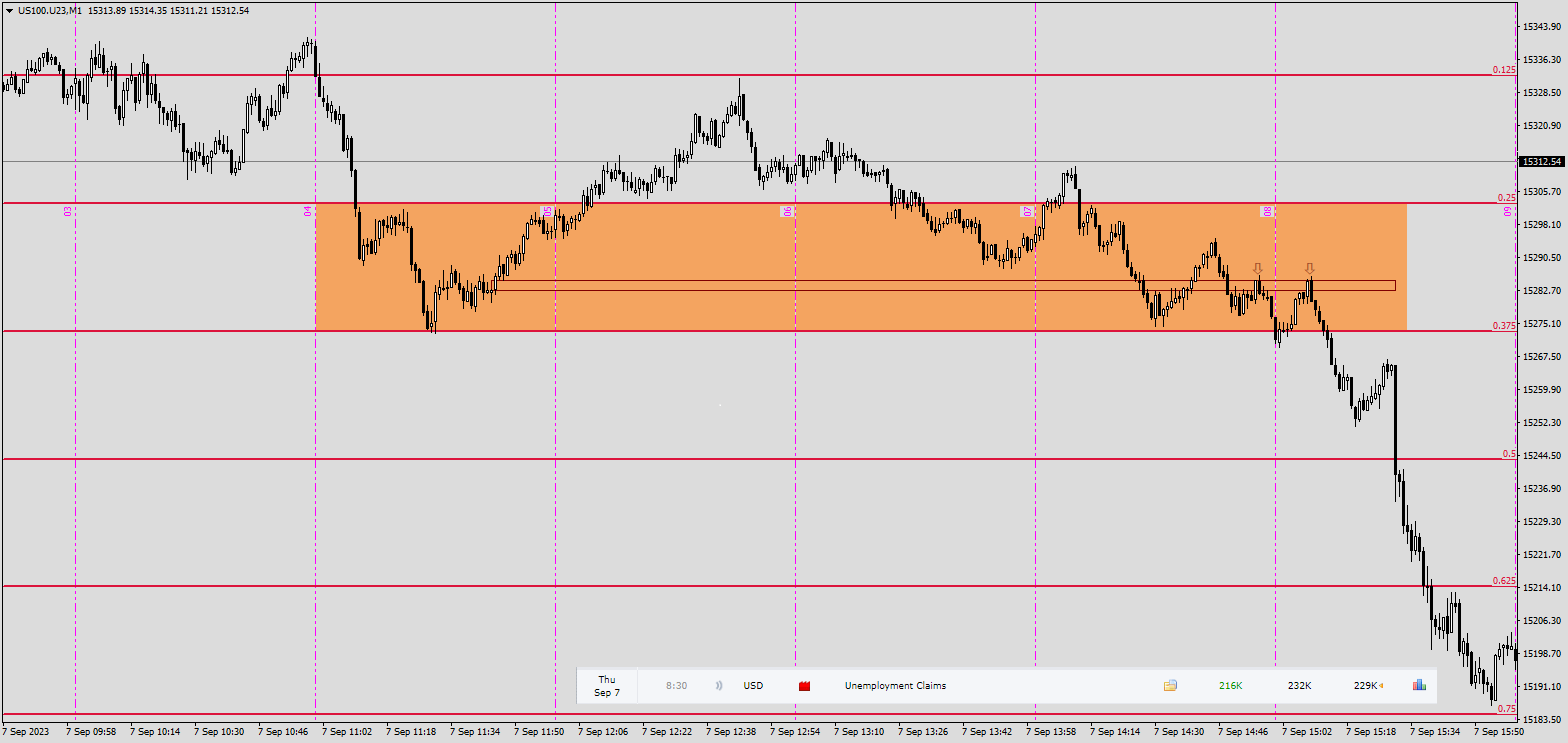 US100.U23,M1 15313.89 15314.35 15311.21 15312.54
15343.90
15336.30
0.125
15328.50
15320.90
15312.54
15305.70
0.25
03
04
05
06
07
08
09
15298.10
15290.50
15282.70
0.375
15275.10
15267.50
15259.90
15252.30
0.5
15244.50
15236.90
15229.30
15221.70
0.625
15214.10
15206.30
15198.70
15191.10
0.75
15183.50
Thu
Sep 7
8:30
USD
Unemployment Claims
216K
232K
229K
7 Sep 2023
7 Sep 09:58
7 Sep 10:14
7 Sep 10:30
7 Sep 10:46
7 Sep 11:02
7 Sep 11:18
7 Sep 11:34
7 Sep 11:50
7 Sep 12:06
7 Sep 12:22
7 Sep 12:38
7 Sep 12:54
7 Sep 13:10
7 Sep 13:26
7 Sep 13:42
7 Sep 13:58
7 Sep 14:14
7 Sep 14:30
7 Sep 14:46
7 Sep 15:02
7 Sep 15:18
7 Sep 15:34
7 Sep 15:50